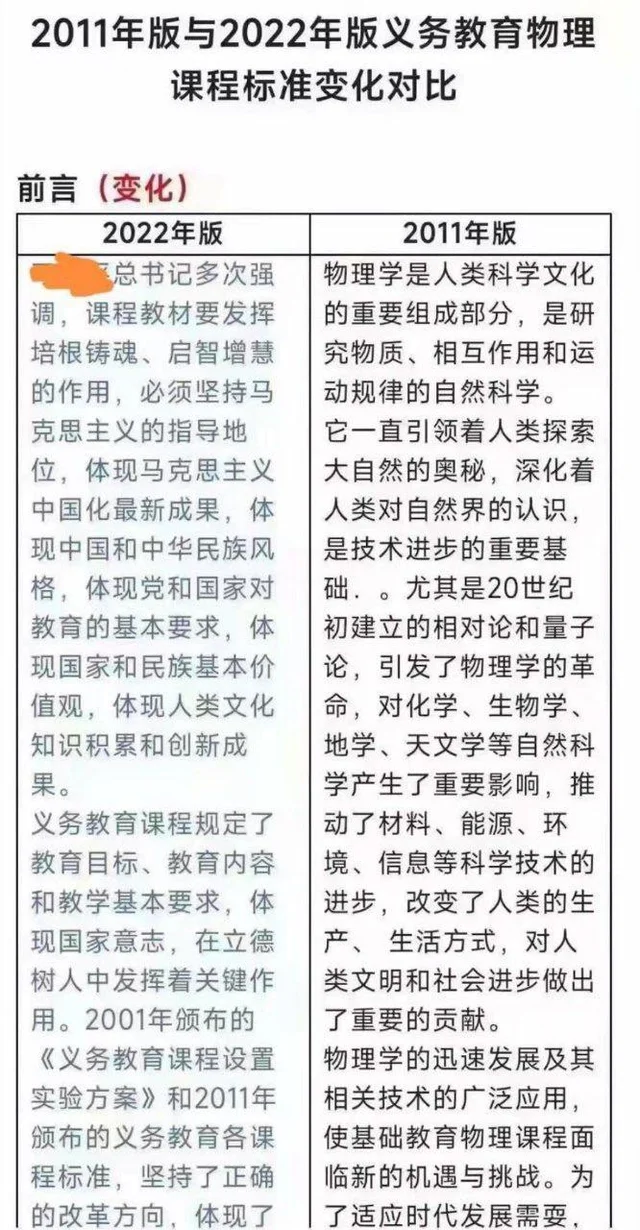 2011年版与2022年版义务教育物理
课程标准变化对比
前言（变化）
2022年版
总书记多次强
调，课程教材要发挥
培根铸魂、启智增慧
的作用，必须坚持马
克思主义的指导地
位，体现马克思主义
中国化最新成果，体
现中国和中华民族风
格，体现党和国家对
教育的基本要求，体
现国家和民族基本价
值观，体现人类文化
知识积累和创新成
果。
义务教育课程规定了
教育目标、教育内容
和教学基本要求，体
现国家意志，在立德
树人中发挥着关键作
用。2001年颁布的
《义务教育课程设置
实验方案》和2011年
颁布的义务教育各课
程标准，坚持了正确
的改革方向，体现了
2011年版
物理学是人类科学文化
的重要组成部分，是研
究物质、相互作用和运
动规律的自然科学。
它一直引领着人类探索
大自然的奥秘，深化着
人类对自然界的认识，
是技术进步的重要基
础．。尤其是20世纪
初建立的相对论和量子
论，引发了物理学的革
命，对化学、生物学、
地学、天文学等自然科
学产生了重要影响，推
动了材料、能源、环
境、信息等科学技术的
进步，改变了人类的生
产、 生活方式，对人
类文明和社会进步做出
了重要的贡献。
物理学的迅速发展及其
相关技术的广泛应用，
使基础教育物理课程面
临新的机遇与挑战。为
了适应时代发展需要，